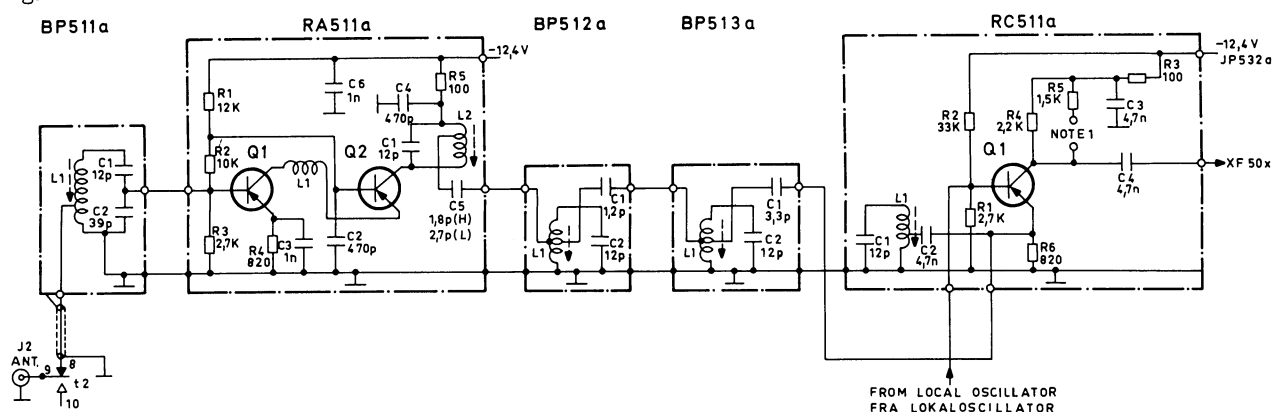 BP511a
RA511a
BP512a
BP513a
RC511a
-12,4V
-12,4V
JP532a
R1
12K
R2
10K
R3
2,7K
C6
1n
C4
470p
R5
100
L2
C1
12p
Q1
L1
Q2
C5
1,8p(H)
2,7p(L)
R4
820
C3
1n
C2
470p
L1
C1
12p
C2
39p
J2
ANT.
9
8
t2
10
C1
1,2p
L1
C2
12p
C1
3,3p
L1
C2
12p
R3
100
R5
1,5K
C3
4,7n
R2
33K
R4
2,2K
NOTE1
Q1
C4
4,7n
XF50x
L1
C1
12p
C2
4,7n
R1
2,7K
R6
820
FROM LOCAL OSCILLATOR
FRA LOKALOSCILLATOR